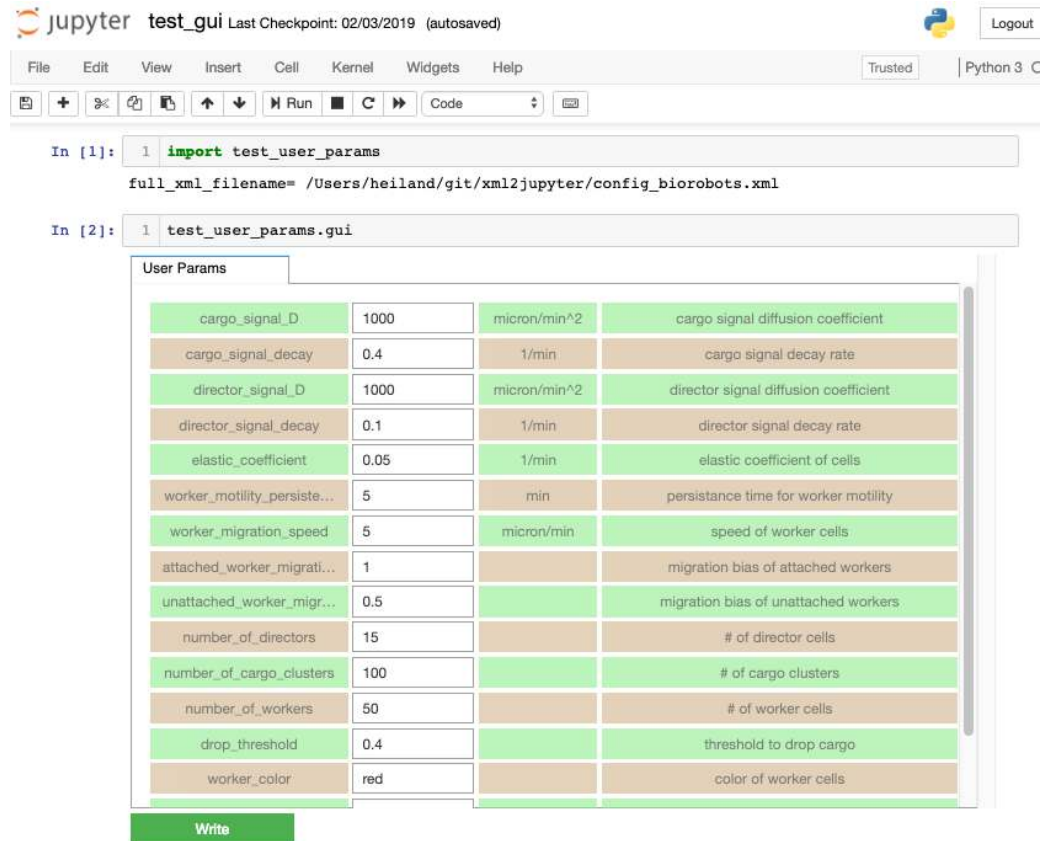 jupyter test_gui Last Checkpoint: 02/03/2019 (autosaved) Logout
File Edit View Insert Cell Kernel Widgets Help Trusted Python 3
Run Code
In [1]: 1 import test_user_params
full_xml_filename= /Users/heiland/git/xml2jupyter/config_biorobots.xml
In [2]: 1 test_user_params.gui
User Params
cargo_signal_D 1000 micron/min^2 cargo signal diffusion coefficient
cargo_signal_decay 0.4 1/min cargo signal decay rate
director_signal_D 1000 micron/min^2 director signal diffusion coefficient
director_signal_decay 0.1 1/min director signal decay rate
elastic_coefficient 0.05 1/min elastic coefficient of cells
worker_motility_persiste... 5 min persistance time for worker motility
worker_migration_speed 5 micron/min speed of worker cells
attached_worker_migrati... 1 migration bias of attached workers
unattached_worker_migr... 0.5 migration bias of unattached workers
number_of_directors 15 # of director cells
number_of_cargo_clusters 100 # of cargo clusters
number_of_workers 50 # of worker cells
drop_threshold 0.4 threshold to drop cargo
worker_color red color of worker cells
Write